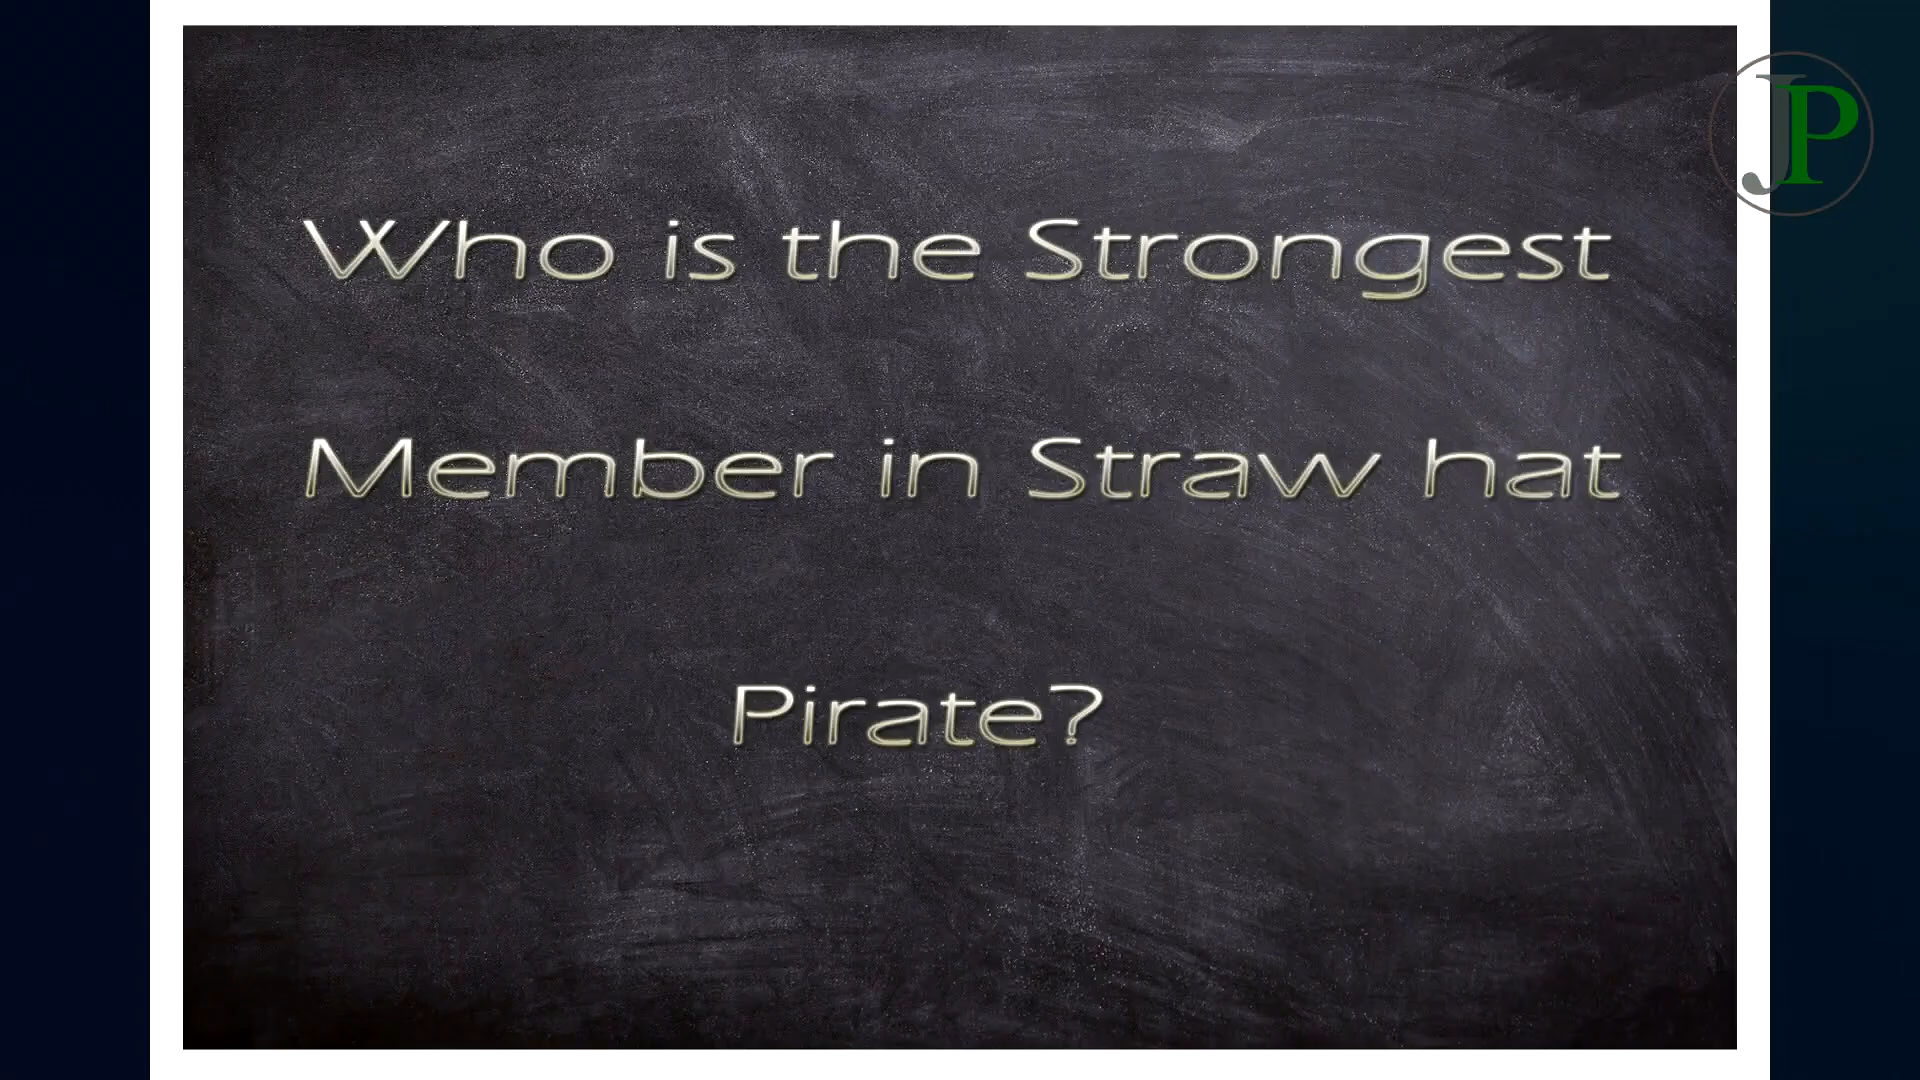 JP
Who is the Strongest
Member in Straw hat
Pirate?